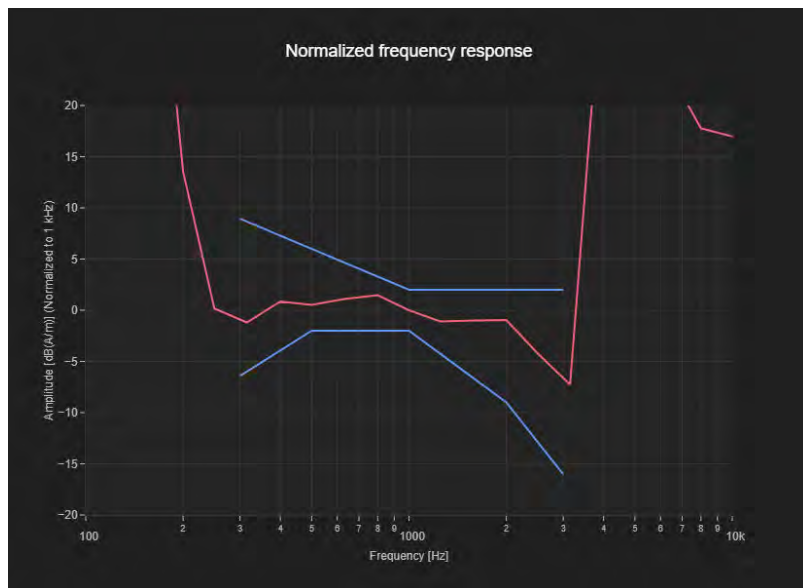 Normalized frequency response
Amplitude [dB(A/m)] (Normalized to 1 kHz)
20
15
10
5
0
−5
−10
−15
−20
100 2 3 4 5 6 7 8 9 1000 2 3 4 5 6 7 8 9 10k
Frequency [Hz]